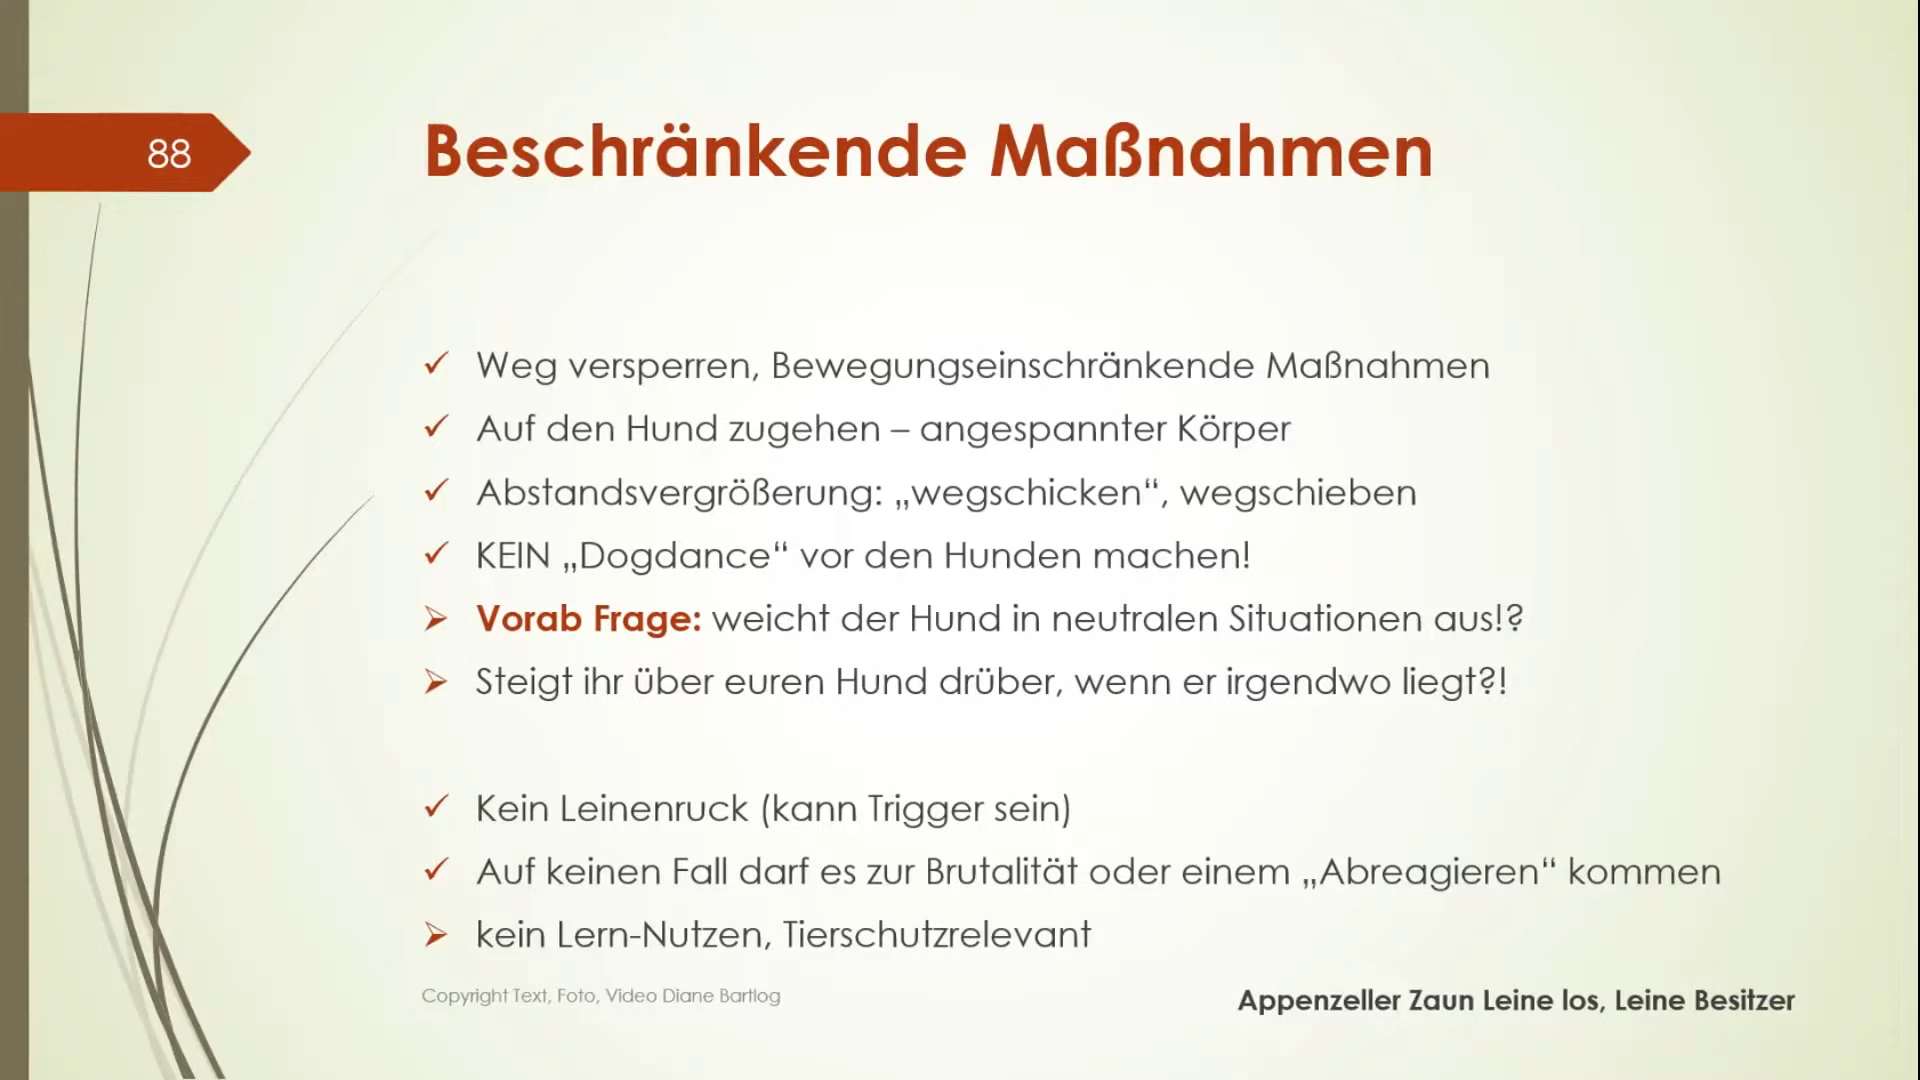 88
Beschränkende Maßnahmen
Weg versperren, Bewegungseinschränkende Maßnahmen
Auf den Hund zugehen – angespannter Körper
Abstandsvergrößerung: „wegschicken“, wegschieben
KEIN „Dogdance“ vor den Hunden machen!
Vorab Frage: weicht der Hund in neutralen Situationen aus!?
Steigt ihr über euren Hund drüber, wenn er irgendwo liegt?!
Kein Leinenruck (kann Trigger sein)
Auf keinen Fall darf es zur Brutalität oder einem „Abreagieren“ kommen
kein Lern-Nutzen, Tierschutzrelevant
Copyright Text, Foto, Video Diane Bartlog
Appenzeller Zaun Leine los, Leine Besitzer